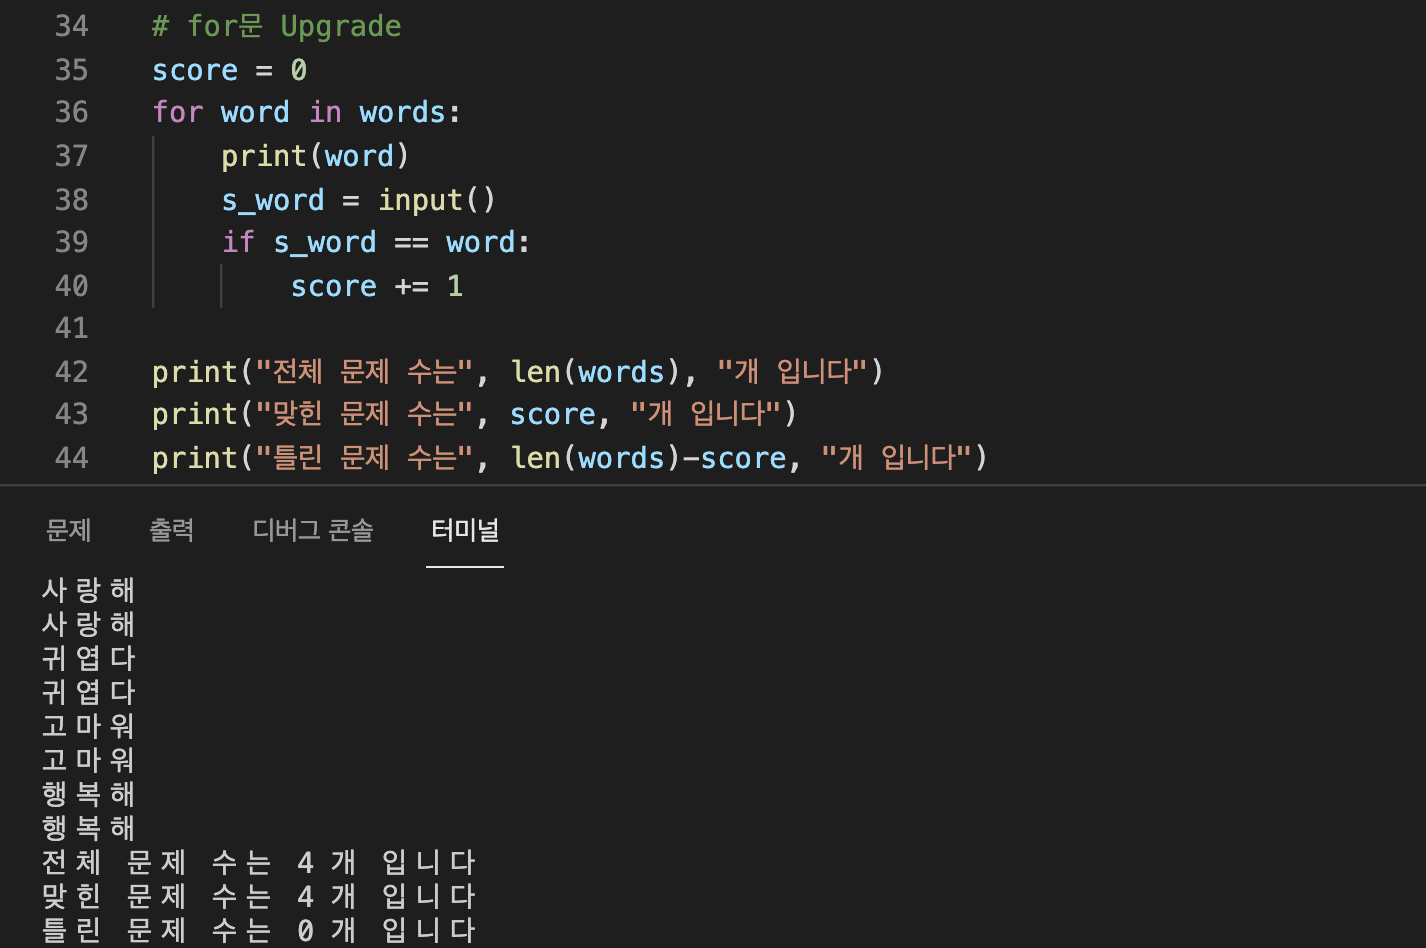 34 # for문 Upgrade
35 score = 0
36 for word in words:
37     print(word)
38     s_word = input()
39     if s_word == word:
40         score += 1
41
42 print("전체 문제 수는", len(words), "개 입니다")
43 print("맞힌 문제 수는", score, "개 입니다")
44 print("틀린 문제 수는", len(words)-score, "개 입니다")
문제 출력 디버그 콘솔 터미널
사랑해
사랑해
귀엽다
귀엽다
고마워
고마워
행복해
행복해
전체 문제 수는 4 개 입니다
맞힌 문제 수는 4 개 입니다
틀린 문제 수는 0 개 입니다